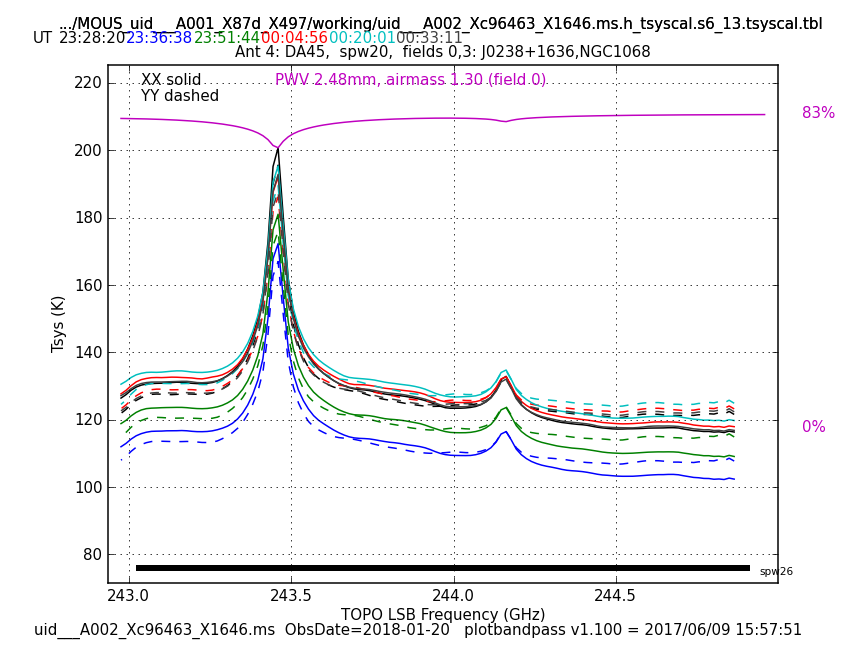 .../MOUS_uid___A001_X87d_X497/working/uid___A002_Xc96463_X1646.ms.h_tsyscal.s6_13.tsyscal.tbl
UT 23:28:20 23:36:38 23:51:44 00:04:56 00:20:01 00:33:11
Ant 4: DA45, spw20, fields 0,3: J0238+1636,NGC1068
XX solid PWV 2.48mm, airmass 1.30 (field 0)
YY dashed
220
200
180
160
140
120
100
80
Tsys (K)
83%
0%
spw26
243.0 243.5 244.0 244.5
TOPO LSB Frequency (GHz)
uid___A002_Xc96463_X1646.ms ObsDate=2018-01-20 plotbandpass v1.100 = 2017/06/09 15:57:51